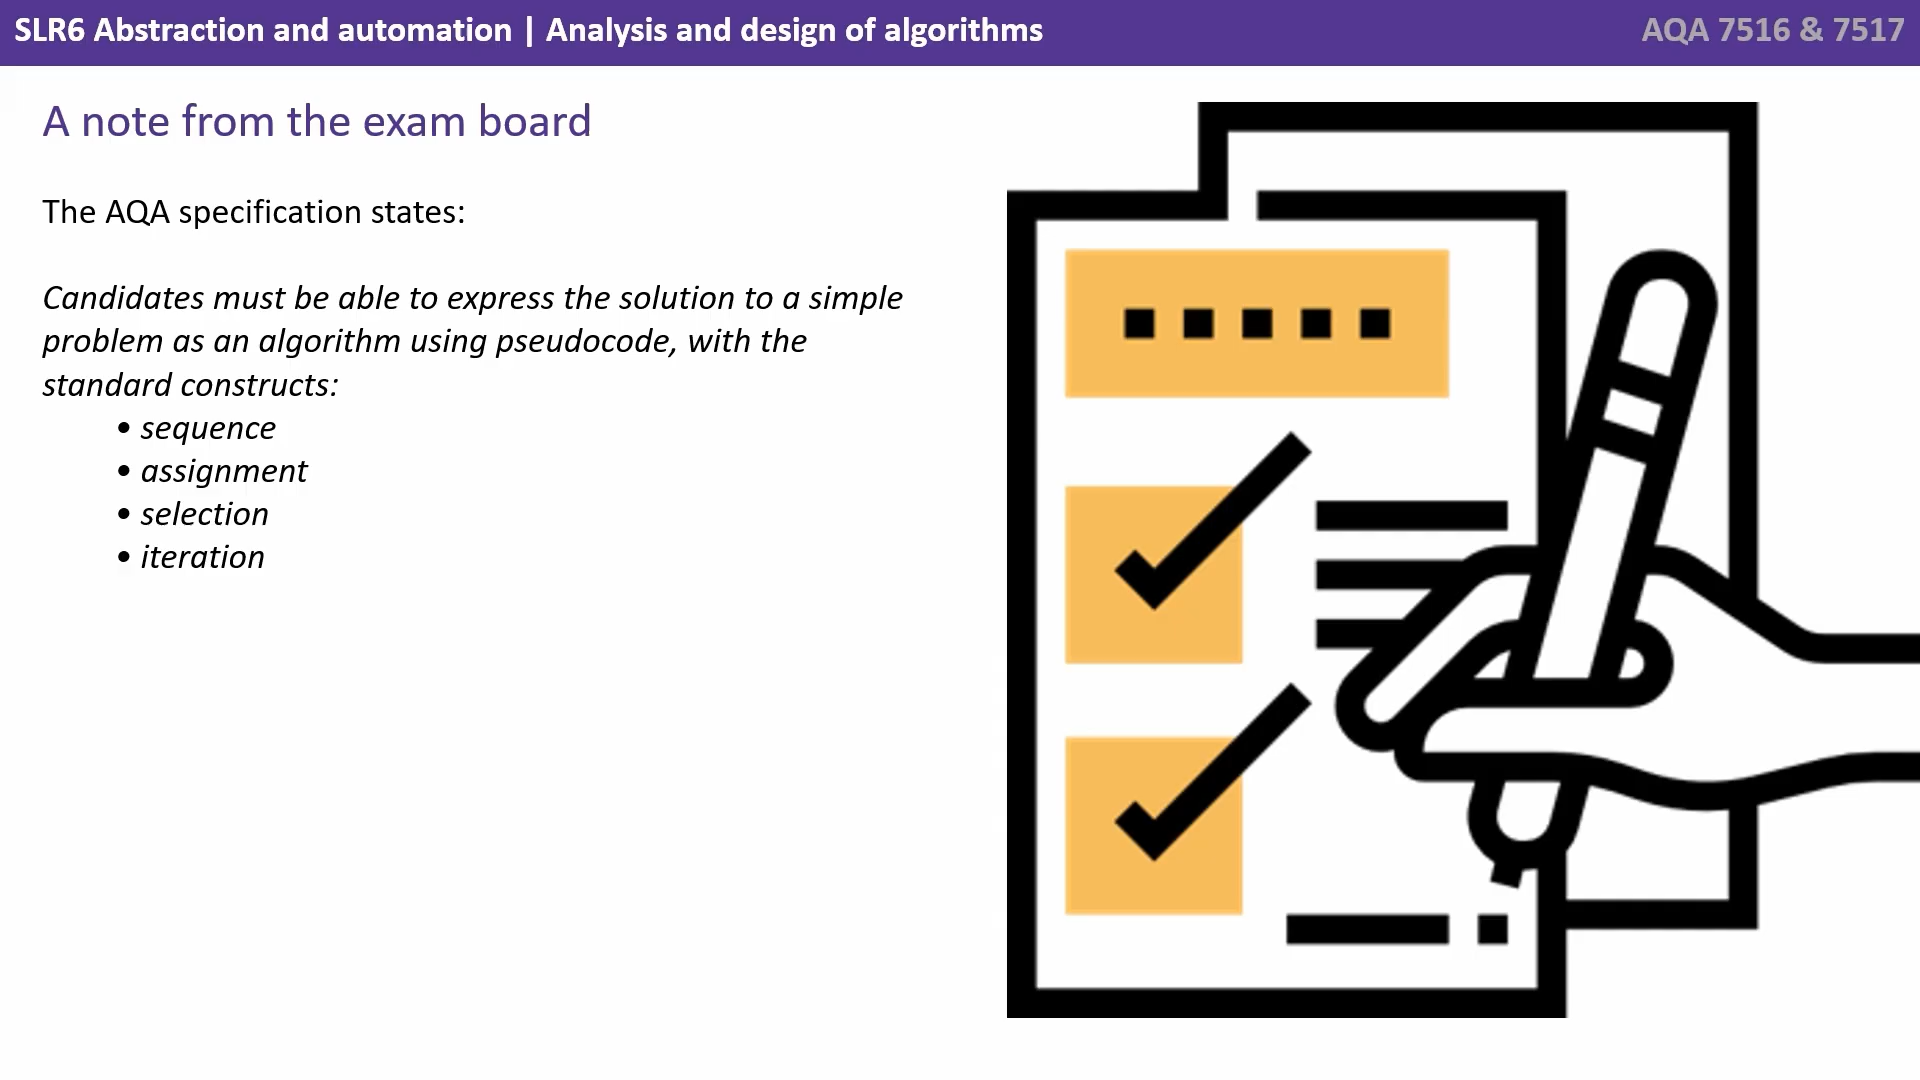 SLR6 Abstraction and automation | Analysis and design of algorithms
AQA 7516 & 7517
A note from the exam board
The AQA specification states:
Candidates must be able to express the solution to a simple
problem as an algorithm using pseudocode, with the
standard constructs:
• sequence
• assignment
• selection
• iteration